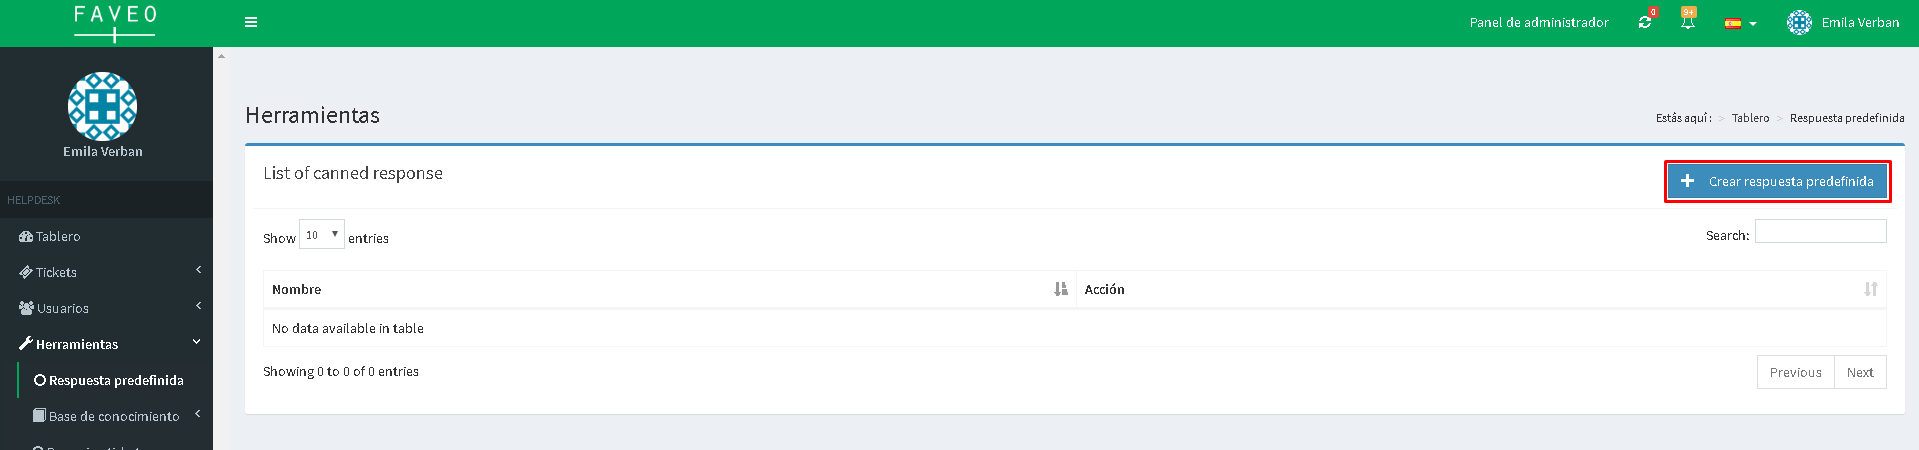 FAVEO
Panel de administrador
0
9+
Emila Verban
Emila Verban
HELPDESK
Tablero
Tickets
Usuarios
Herramientas
Respuesta predefinida
Base de conocimiento
Herramientas
Estás aquí : > Tablero > Respuesta predefinida
List of canned response
Crear respuesta predefinida
Show 10 entries
Search:
Nombre
Acción
No data available in table
Showing 0 to 0 of 0 entries
Previous
Next